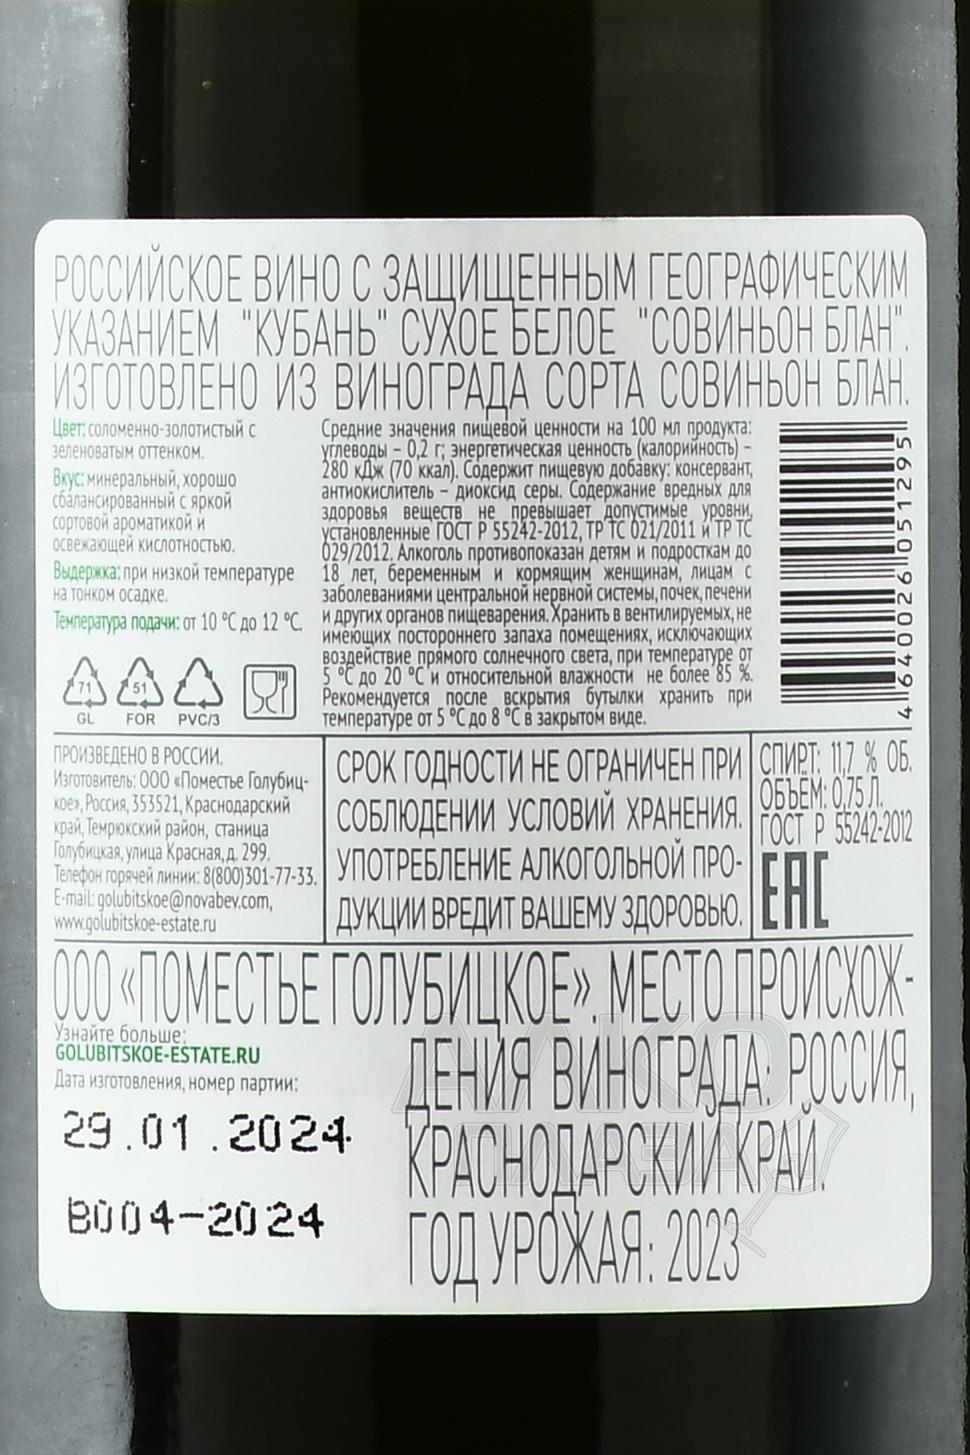 РОССИЙСКОЕ ВИНО С ЗАЩИЩЕННЫМ ГЕОГРАФИЧЕСКИМ
УКАЗАНИЕМ "КУБАНЬ" СУХОЕ БЕЛОЕ "СОВИНЬОН БЛАН".
ИЗГОТОВЛЕНО ИЗ ВИНОГРАДА СОРТА СОВИНЬОН БЛАН.
Цвет: соломенно-золотистый с
зеленоватым оттенком.
Вкус: минеральный, хорошо
сбалансированный с яркой
сортовой ароматикой и
освежающей кислотностью.
Выдержка: при низкой температуре
на тонком осадке.
Температура подачи: от 10 °С до 12 °С.
71
GL
51
FOR
3
PVC/3
Средние значения пищевой ценности на 100 мл продукта:
углеводы – 0,2 г; энергетическая ценность (калорийность) –
280 кДж (70 ккал). Содержит пищевую добавку: консервант,
антиокислитель – диоксид серы. Содержание вредных для
здоровья веществ не превышает допустимые уровни,
установленные ГОСТ Р 55242-2012, ТР ТС 021/2011 и ТР ТС
029/2012. Алкоголь противопоказан детям и подросткам до
18 лет, беременным и кормящим женщинам, лицам с
заболеваниями центральной нервной системы, почек, печени
и других органов пищеварения. Хранить в вентилируемых, не
имеющих постороннего запаха помещениях, исключающих
воздействие прямого солнечного света, при температуре от
5 °С до 20 °С и относительной влажности не более 85 %.
Рекомендуется после вскрытия бутылки хранить при
температуре от 5 °С до 8 °С в закрытом виде.
4640026051295
ПРОИЗВЕДЕНО В РОССИИ.
Изготовитель: ООО «Поместье Голубиц-
кое», Россия, 353521, Краснодарский
край, Темрюкский район, станица
Голубицкая, улица Красная, д. 299.
Телефон горячей линии: 8(800)301-77-33.
E-mail: golubitskoe@novabev.com,
www.golubitskoe-estate.ru
СРОК ГОДНОСТИ НЕ ОГРАНИЧЕН ПРИ
СОБЛЮДЕНИИ УСЛОВИЙ ХРАНЕНИЯ.
УПОТРЕБЛЕНИЕ АЛКОГОЛЬНОЙ ПРО-
ДУКЦИИ ВРЕДИТ ВАШЕМУ ЗДОРОВЬЮ.
СПИРТ: 11,7 % ОБ.
ОБЪЁМ: 0,75 Л.
ГОСТ Р 55242-2012
EAC
ООО «ПОМЕСТЬЕ ГОЛУБИЦКОЕ». МЕСТО ПРОИСХОЖ-
ДЕНИЯ ВИНОГРАДА: РОССИЯ,
КРАСНОДАРСКИЙ КРАЙ.
ГОД УРОЖАЯ: 2023
Узнайте больше:
GOLUBITSKOE-ESTATE.RU
Дата изготовления, номер партии:
29.01.2024
В004-2024